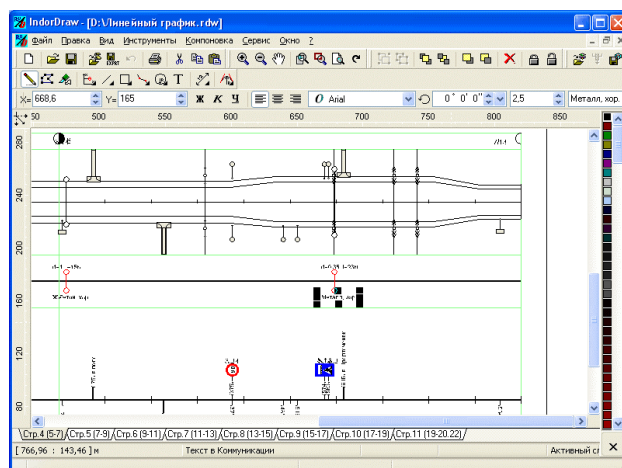 IndorDraw - [D:\Линейный график.rdw]
Файл Правка Вид Инструменты Компоновка Сервис Окно ?
X= 668,6 Y= 165 Ж К Ч O Arial 0° 0' 0'' 2,5 Металл, хор.
50 500 550 600 650 700 750 800 850
280
240
200
160
120
80
Металл, хор
Стр.4 (5-7) Стр.5 (7-9) Стр.6 (9-11) Стр.7 (11-13) Стр.8 (13-15) Стр.9 (15-17) Стр.10 (17-19) Стр.11 (19-20.22)
[ 766,96 : 143,46 ] м Текст в Коммуникации Активный сл